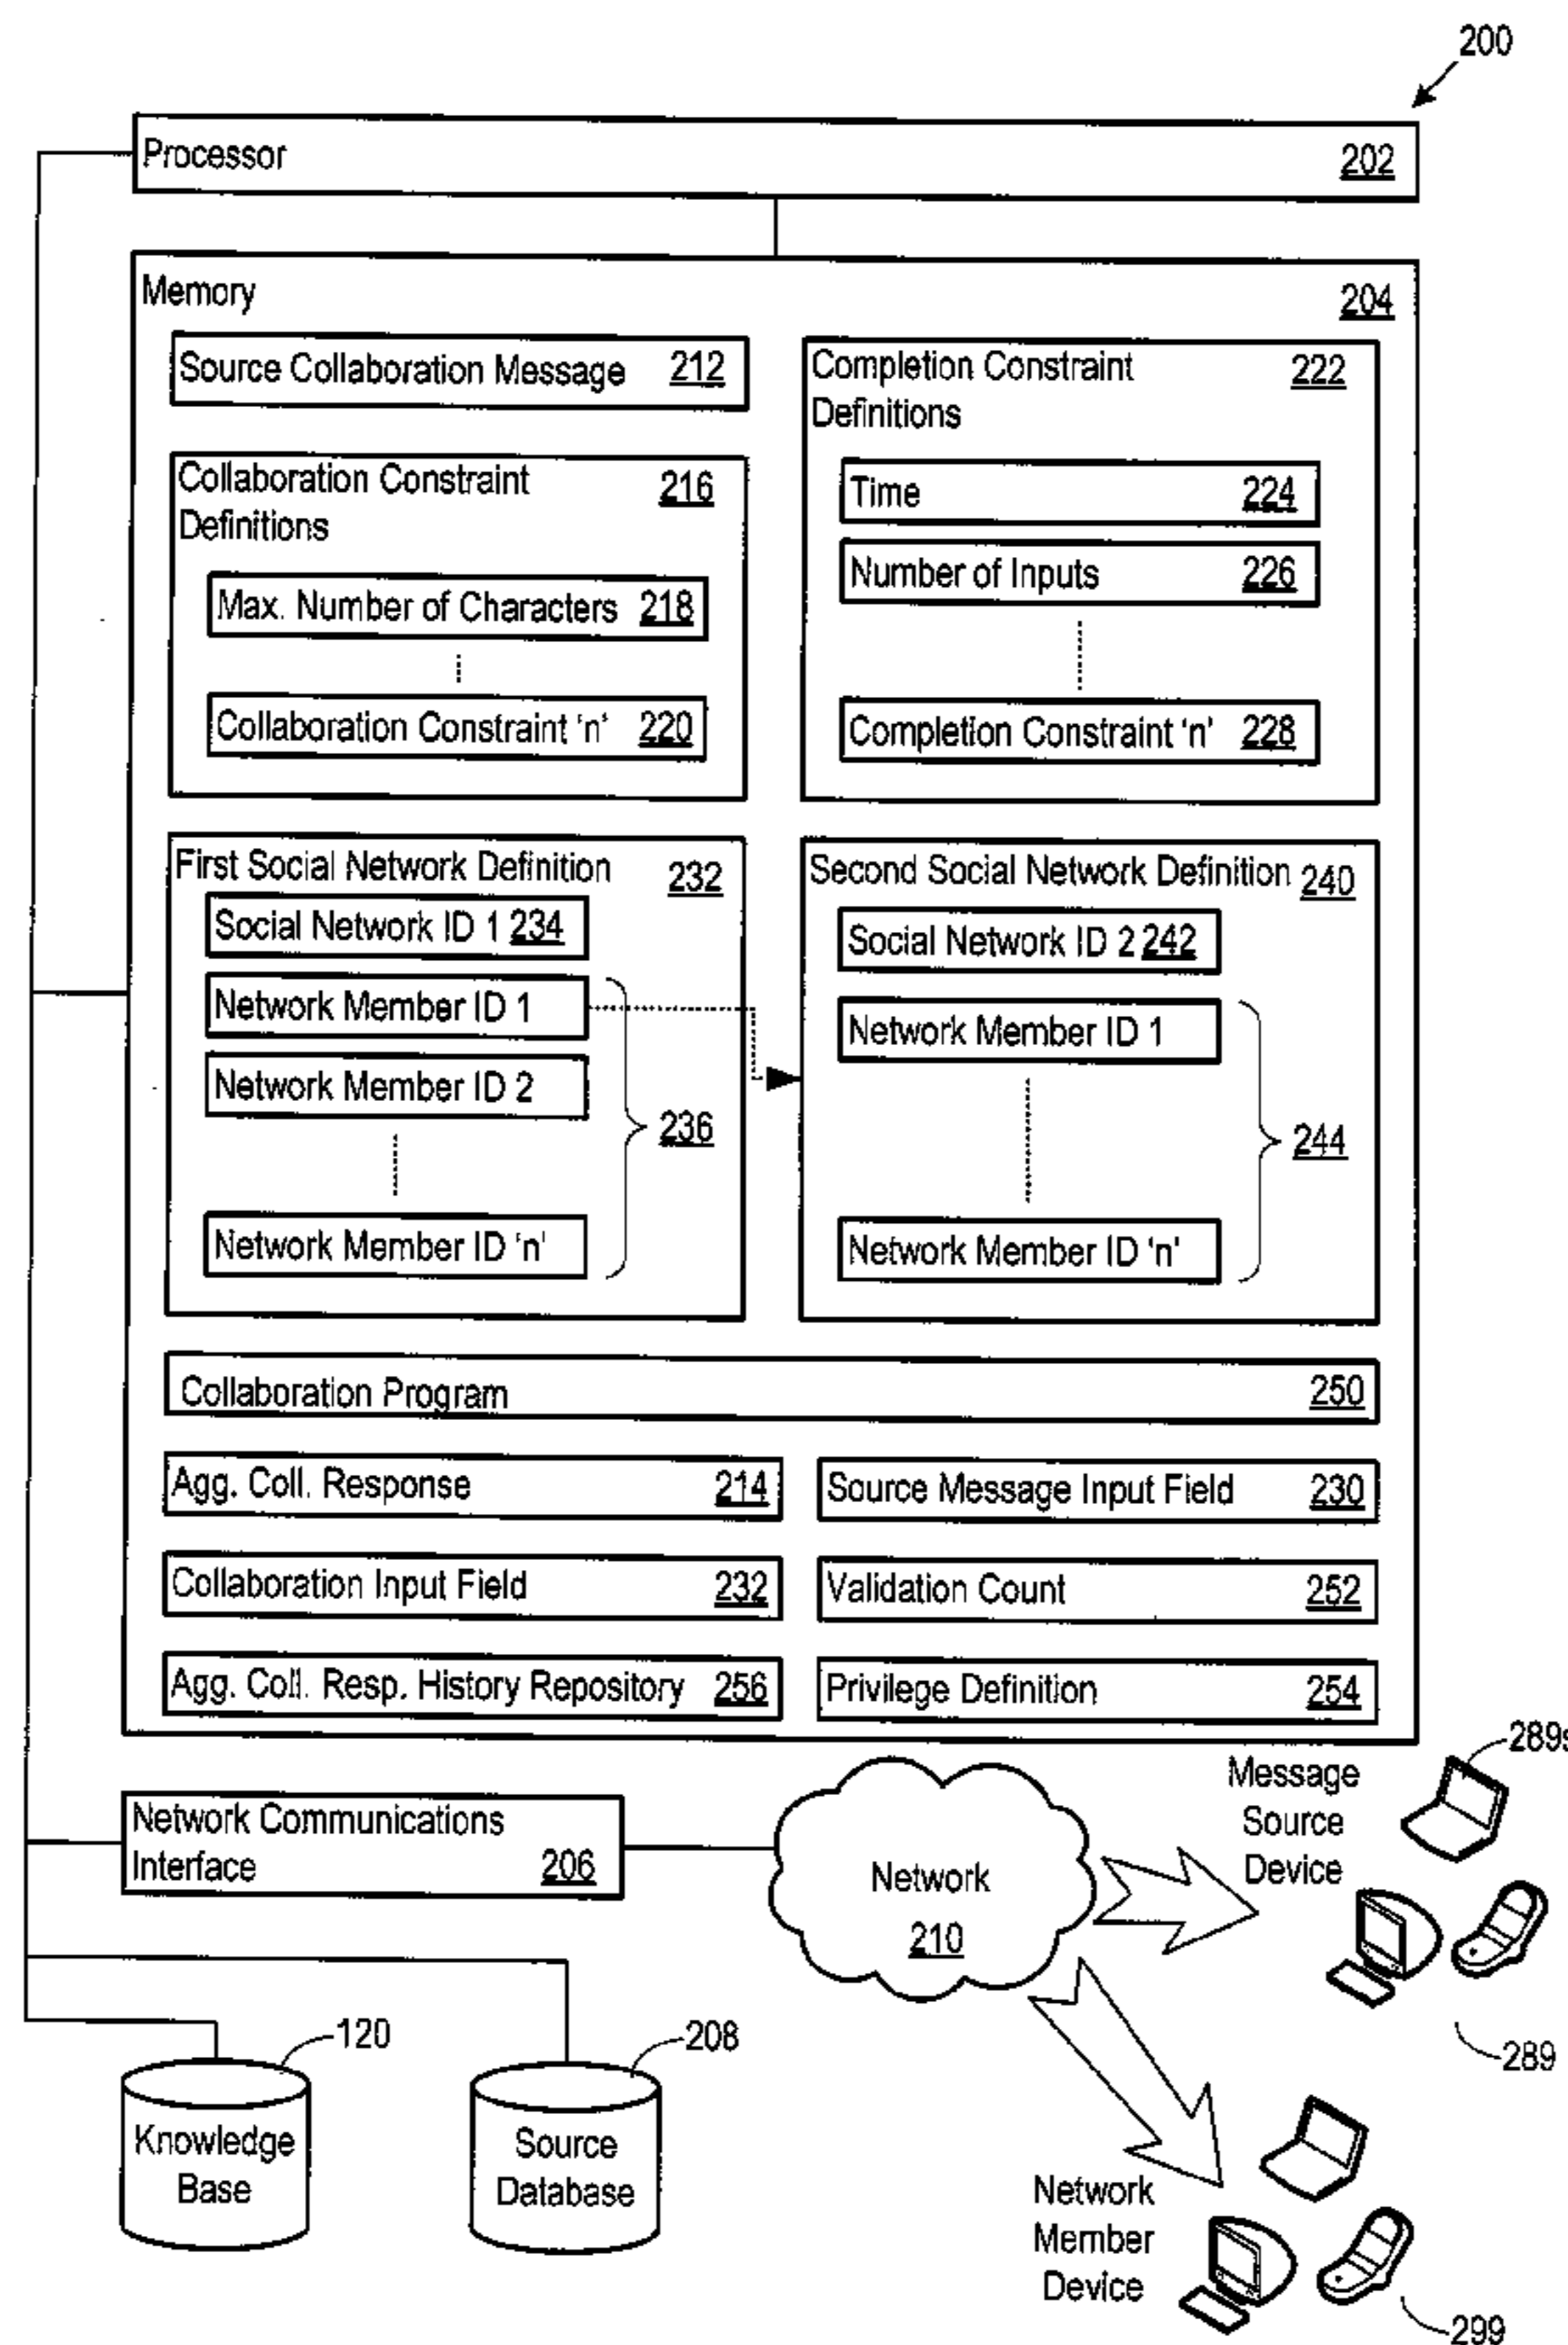 200
Processor 202
Memory 204
Source Collaboration Message 212
Collaboration Constraint 216
Definitions
Max. Number of Characters 218
Collaboration Constraint 'n' 220
Completion Constraint 222
Definitions
Time 224
Number of Inputs 226
Completion Constraint 'n' 228
First Social Network Definition 232
Social Network ID 1 234
Network Member ID 1
Network Member ID 2
236
Network Member ID 'n'
Second Social Network Definition 240
Social Network ID 2 242
Network Member ID 1
244
Network Member ID 'n'
Collaboration Program 250
Agg. Coll. Response 214
Source Message Input Field 230
Collaboration Input Field 232
Validation Count 252
Agg. Coll. Resp. History Repository 256
Privilege Definition 254
Network Communications
Interface 206
Network
210
Message
Source
Device
289s
289
120
Knowledge
Base
208
Source
Database
Network
Member
Device
299